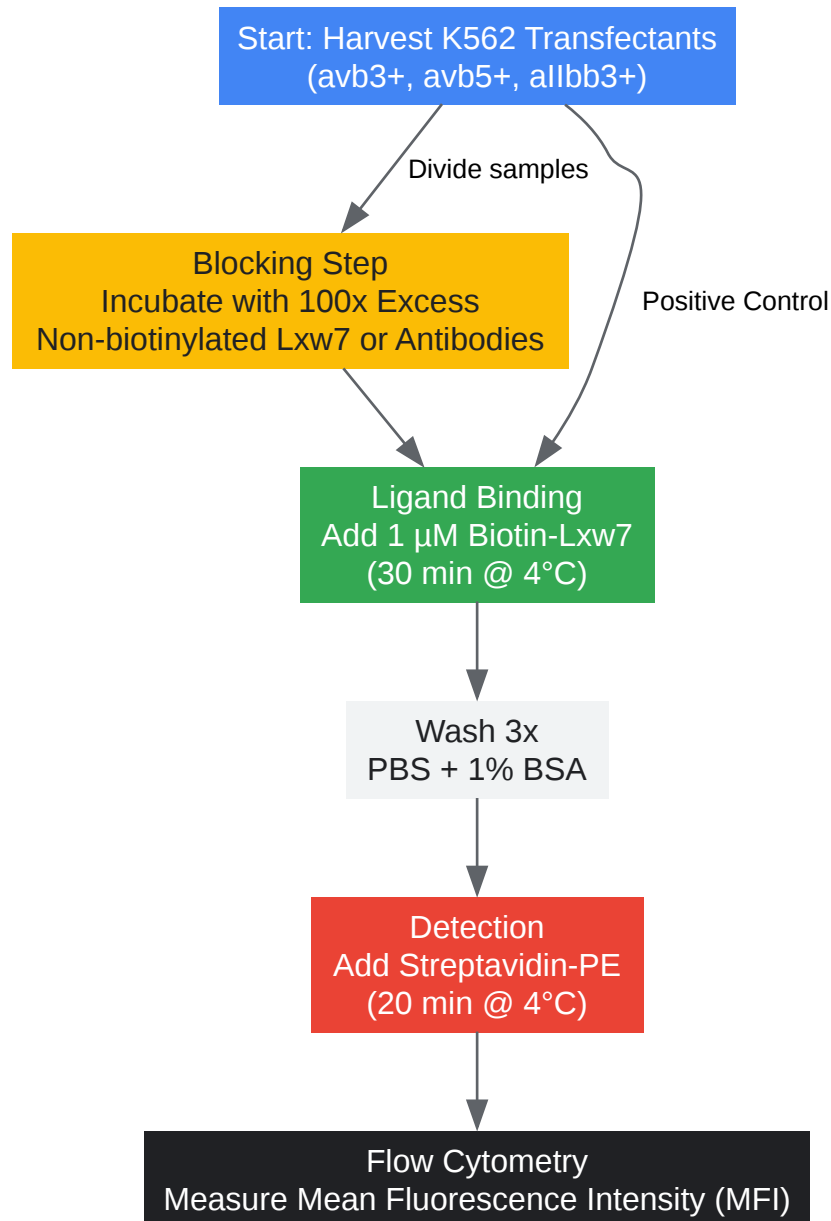 Start: Harvest K562 Transfectants
(avb3+, avb5+, aIIbb3+)
Divide samples
Blocking Step
Incubate with 100x Excess
Non-biotinylated Lxw7 or Antibodies
Positive Control
Ligand Binding
Add 1 µM Biotin-Lxw7
(30 min @ 4°C)
Wash 3x
PBS + 1% BSA
Detection
Add Streptavidin-PE
(20 min @ 4°C)
Flow Cytometry
Measure Mean Fluorescence Intensity (MFI)